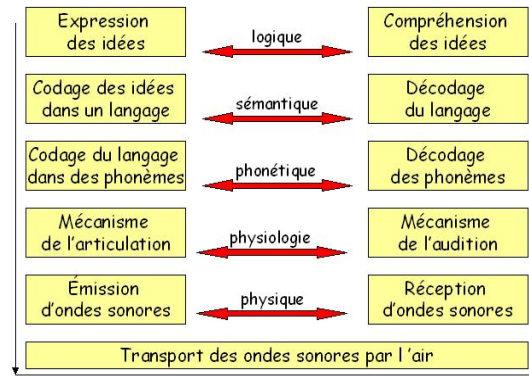 Expression
des idées
logique
Compréhension
des idées
Codage des idées
dans un langage
sémantique
Décodage
du langage
Codage du langage
dans des phonèmes
phonétique
Décodage
des phonèmes
Mécanisme
de l'articulation
physiologie
Mécanisme
de l'audition
Émission
d'ondes sonores
physique
Réception
d'ondes sonores
Transport des ondes sonores par l'air